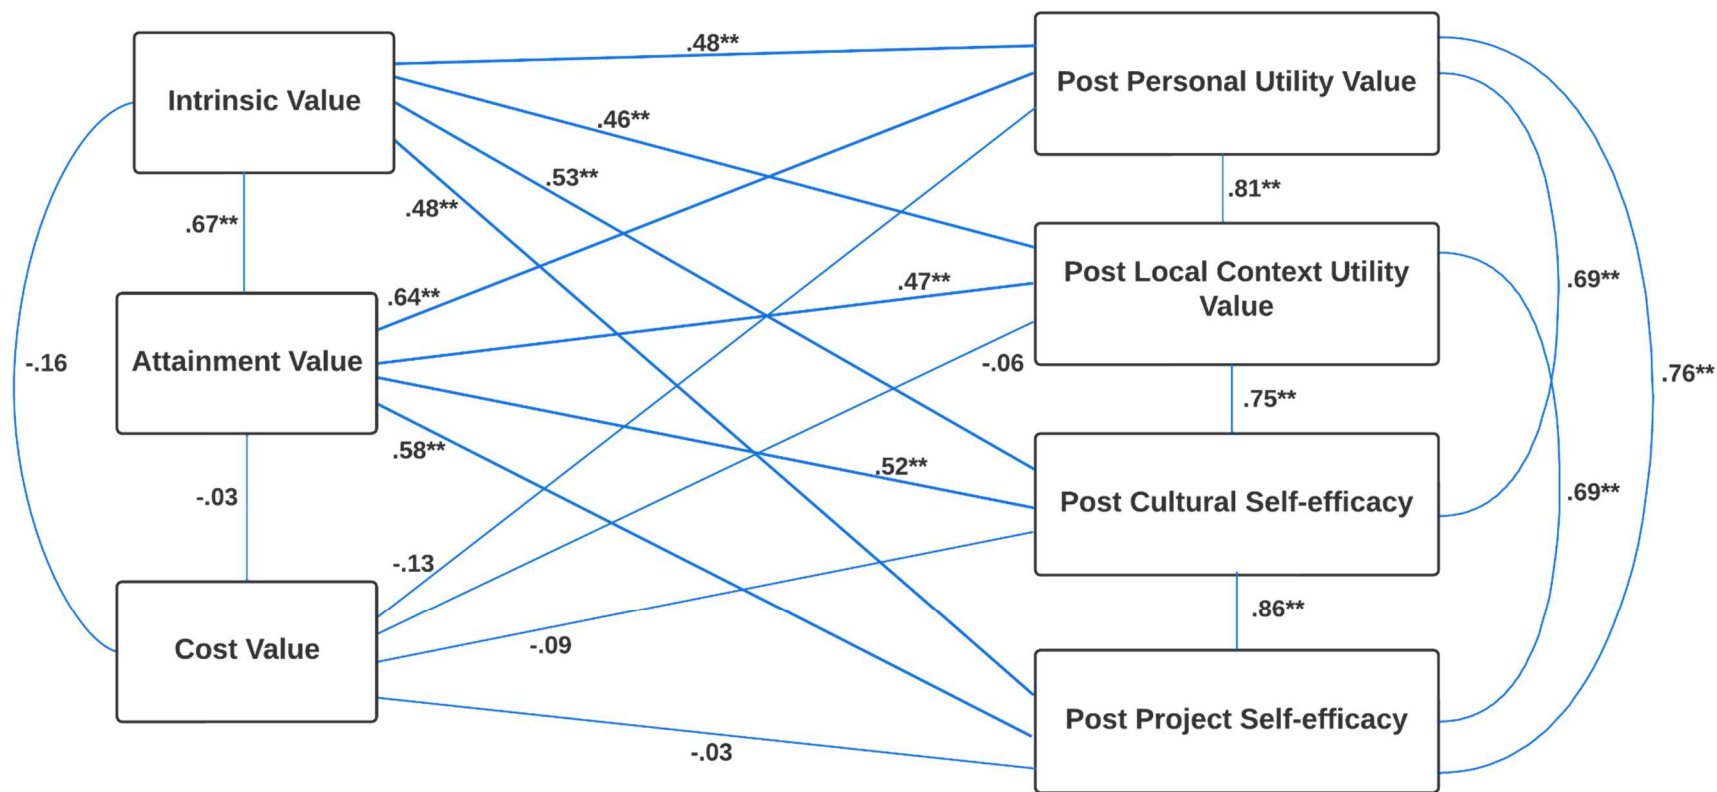 Intrinsic Value
Attainment Value
Cost Value
Post Personal Utility Value
Post Local Context Utility
Value
Post Cultural Self-efficacy
Post Project Self-efficacy
.48**
.46**
.53**
.48**
.67**
.64**
.47**
-.16
-.06
.58**
.52**
-.03
-.13
-.09
-.03
.81**
.69**
.76**
.75**
.69**
.86**